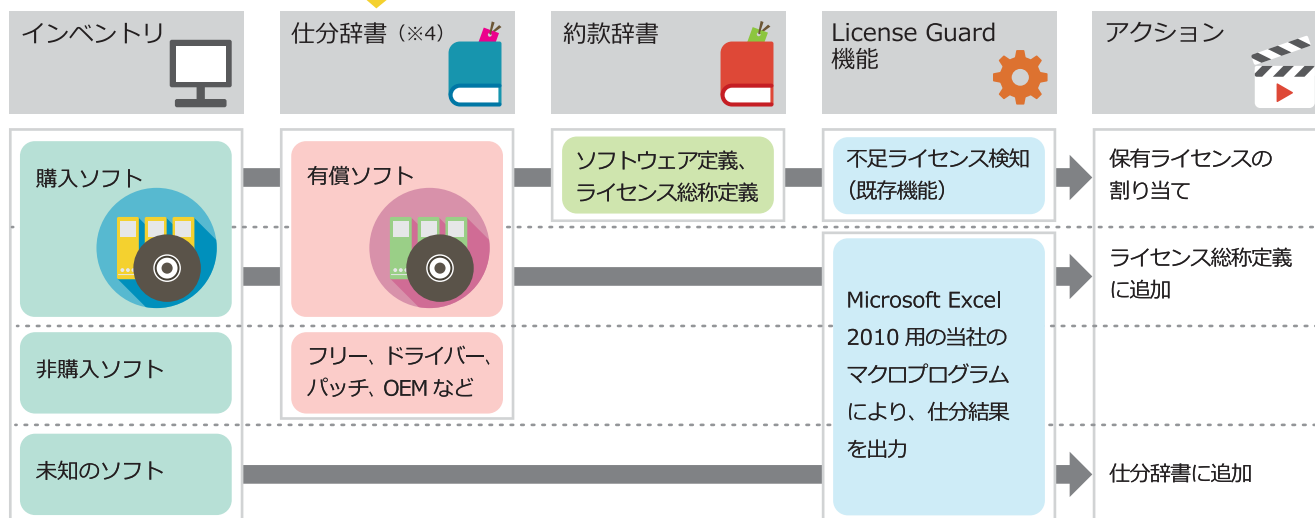 インベントリ
仕分辞書（※4）
約款辞書
License Guard
機能
アクション
購入ソフト
有償ソフト
ソフトウェア定義、
ライセンス総称定義
不足ライセンス検知
（既存機能）
保有ライセンスの
割り当て
ライセンス総称定義
に追加
Microsoft Excel
2010 用の当社の
マクロプログラム
により、仕分結果
を出力
非購入ソフト
フリー、ドライバー、
パッチ、OEM など
未知のソフト
仕分辞書に追加